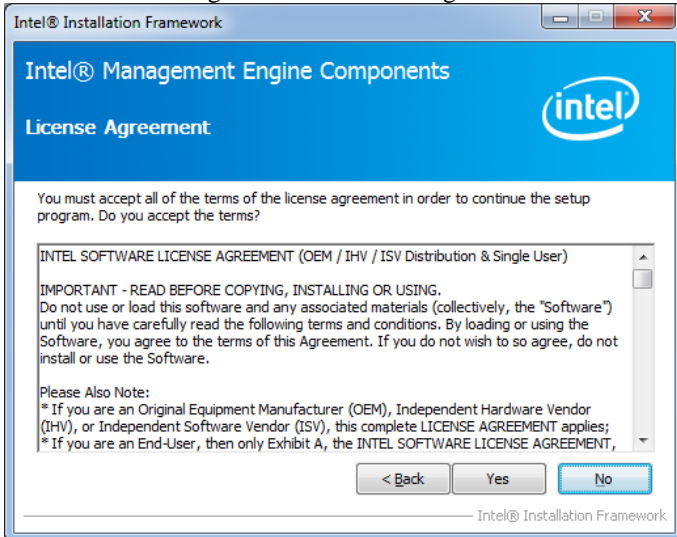 Intel® Installation Framework
Intel® Management Engine Components
License Agreement
intel®
You must accept all of the terms of the license agreement in order to continue the setup
program. Do you accept the terms?
INTEL SOFTWARE LICENSE AGREEMENT (OEM / IHV / ISV Distribution & Single User)
IMPORTANT - READ BEFORE COPYING, INSTALLING OR USING.
Do not use or load this software and any associated materials (collectively, the "Software")
until you have carefully read the following terms and conditions. By loading or using the
Software, you agree to the terms of this Agreement. If you do not wish to so agree, do not
install or use the Software.
Please Also Note:
* If you are an Original Equipment Manufacturer (OEM), Independent Hardware Vendor
(IHV), or Independent Software Vendor (ISV), this complete LICENSE AGREEMENT applies;
* If you are an End-User, then only Exhibit A, the INTEL SOFTWARE LICENSE AGREEMENT,
< Back Yes No
Intel® Installation Framework